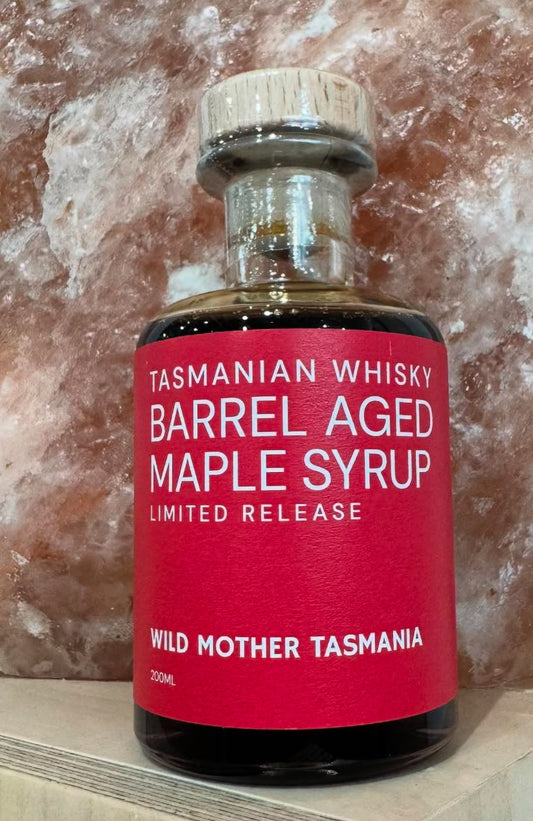 TASMANIAN WHISKY
BARREL AGED
MAPLE SYRUP
LIMITED RELEASE
WILD MOTHER TASMANIA
200ML